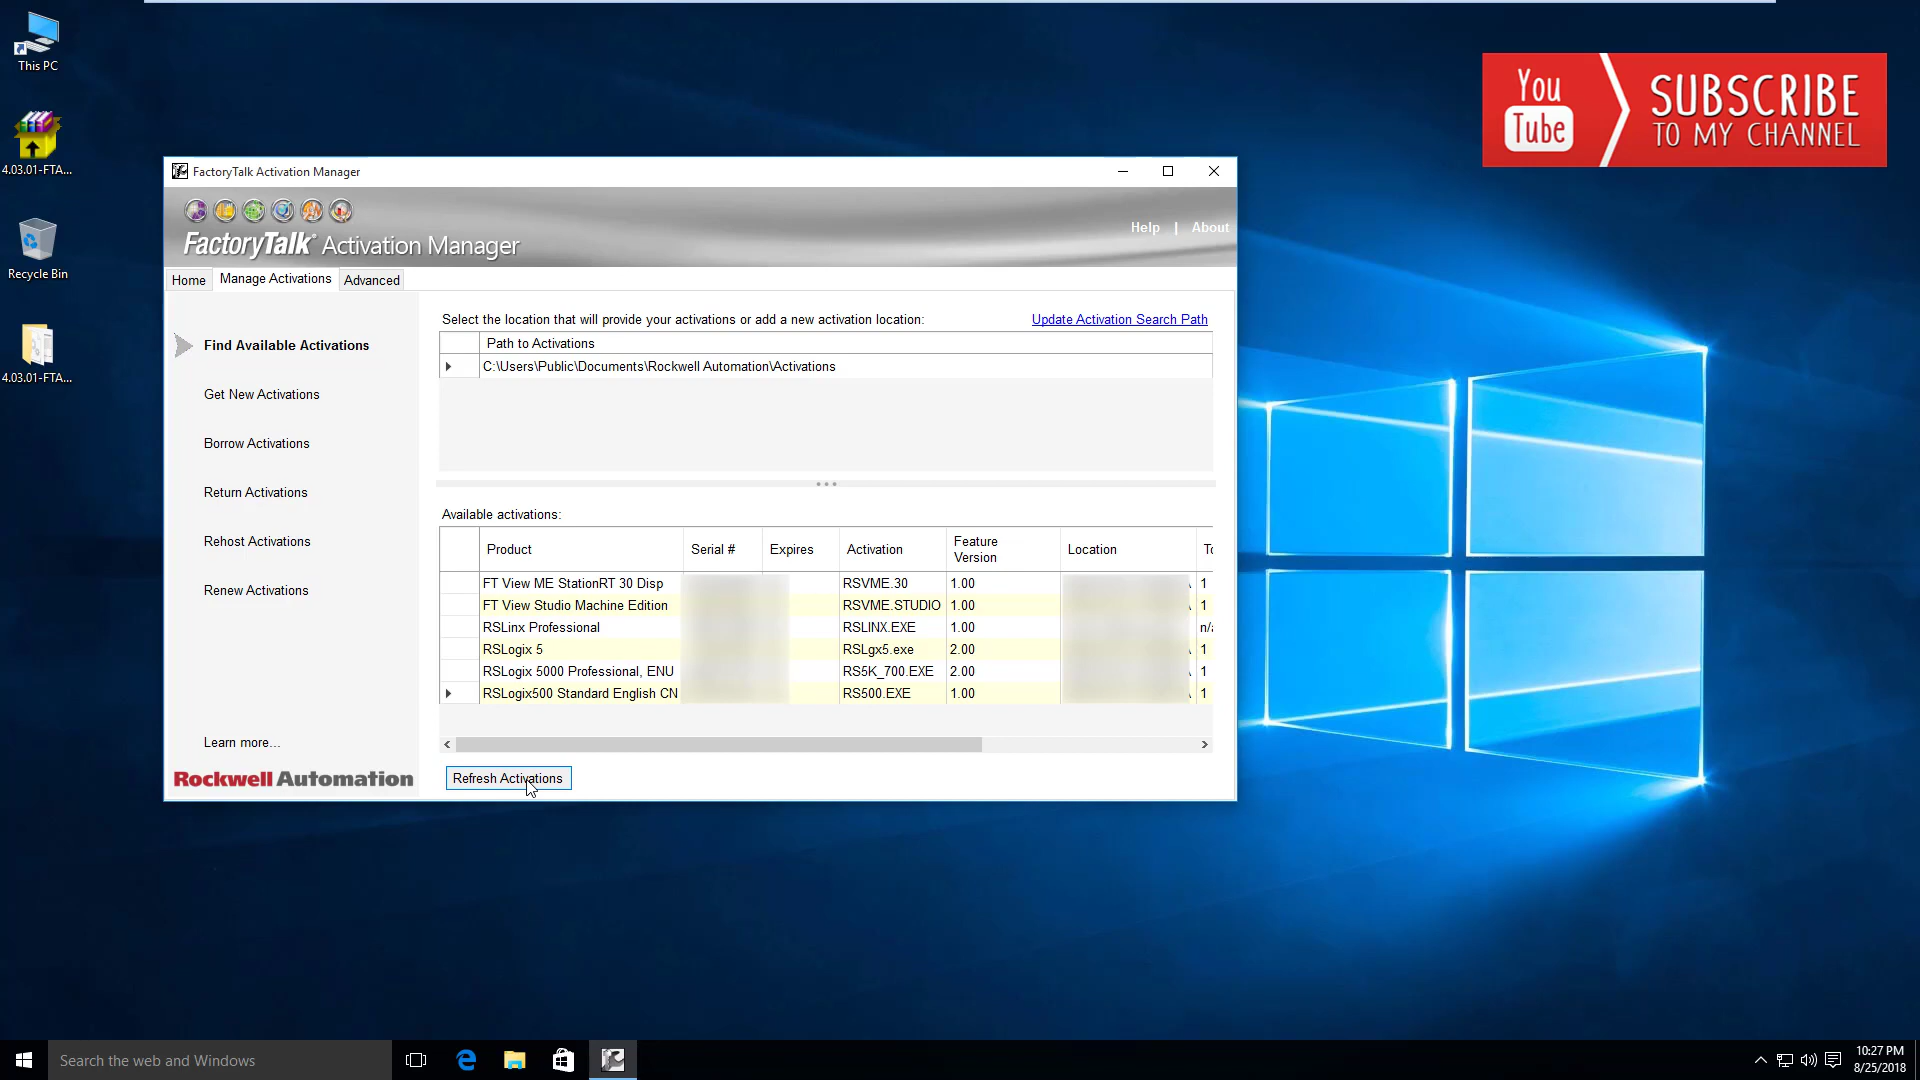 This PC
4.03.01-FTA...
Recycle Bin
4.03.01-FTA...
You
Tube
SUBSCRIBE
TO MY CHANNEL
FactoryTalk Activation Manager
FactoryTalk® Activation Manager
Help | About
Home Manage Activations Advanced
Find Available Activations
Get New Activations
Borrow Activations
Return Activations
Rehost Activations
Renew Activations
Learn more...
Rockwell Automation
Select the location that will provide your activations or add a new activation location: Update Activation Search Path
Path to Activations
C:\Users\Public\Documents\Rockwell Automation\Activations
Available activations:
Product Serial # Expires Activation Feature Version Location
FT View ME StationRT 30 Disp RSVME.30 1.00 1
FT View Studio Machine Edition RSVME.STUDIO 1.00 1
RSLinx Professional RSLINX.EXE 1.00 n/a
RSLogix 5 RSLgx5.exe 2.00 1
RSLogix 5000 Professional, ENU RS5K_700.EXE 2.00 1
RSLogix500 Standard English CN RS500.EXE 1.00 1
Refresh Activations
Search the web and Windows
10:27 PM
8/25/2018